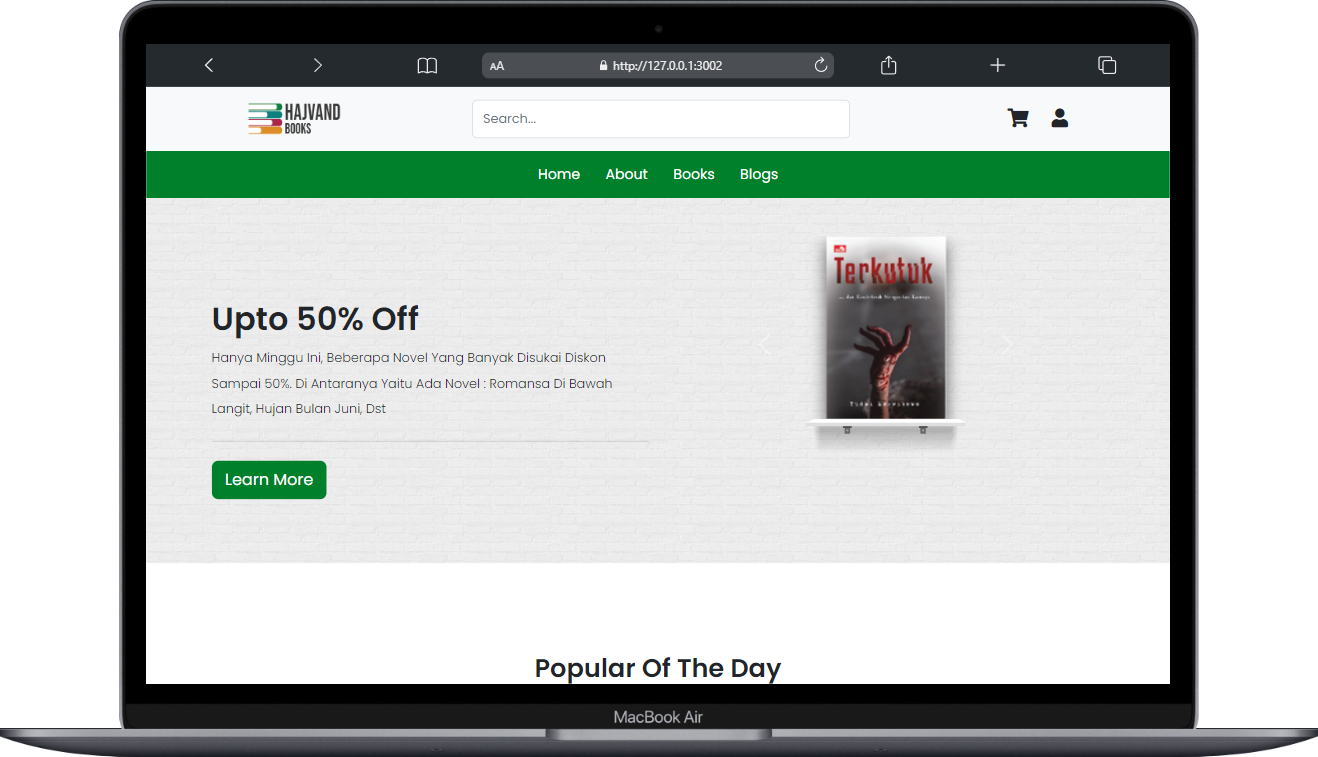 AA
http://127.0.0.1:3002
HAJVAND
BOOKS
Search...
Home About Books Blogs
Terkutuk
Upto 50% Off
Hanya Minggu Ini, Beberapa Novel Yang Banyak Disukai Diskon
Sampai 50%. Di Antaranya Yaitu Ada Novel : Romansa Di Bawah
Langit, Hujan Bulan Juni, Dst
Learn More
Popular Of The Day
MacBook Air